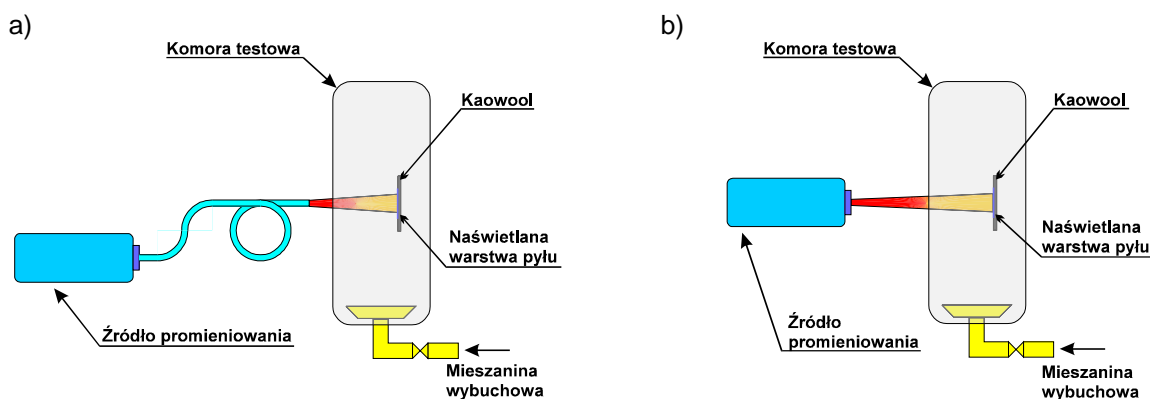 a)
Komora testowa
Kaowool
Naświetlana
warstwa pyłu
Źródło promieniowania
Mieszanina
wybuchowa
b)
Komora testowa
Kaowool
Naświetlana
warstwa pyłu
Źródło
promieniowania
Mieszanina
wybuchowa